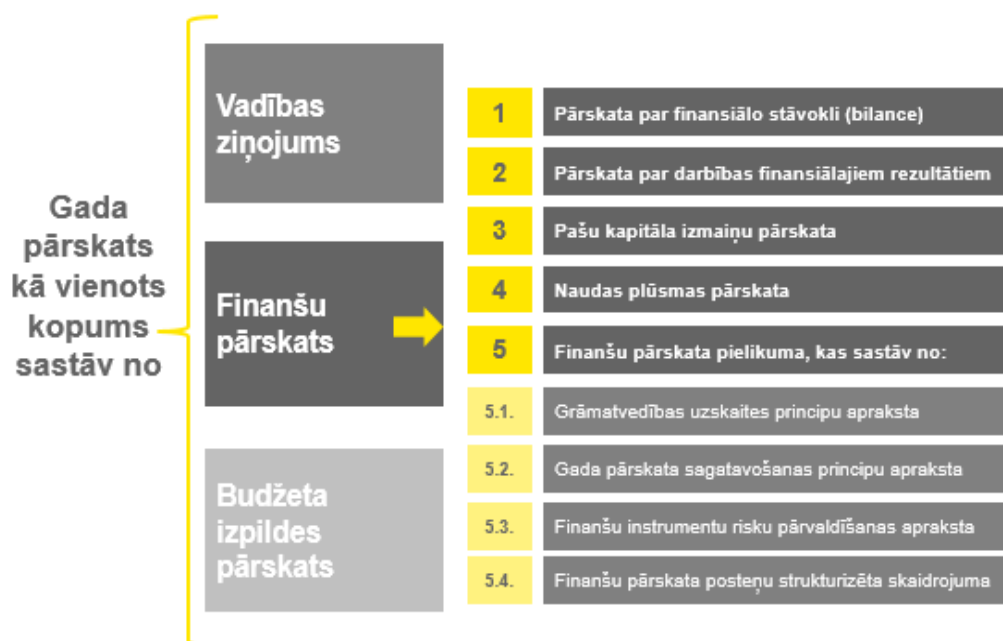 Gada
pārskats
kā vienots
kopums
sastāv no
Vadības
ziņojums
Finanšu
pārskats
Budžeta
izpildes
pārskats
1 Pārskata par finansiālo stāvokli (bilance)
2 Pārskata par darbības finansiālajiem rezultātiem
3 Pašu kapitāla izmaiņu pārskata
4 Naudas plūsmas pārskata
5 Finanšu pārskata pielikuma, kas sastāv no:
5.1. Grāmatvedības uzskaites principu apraksta
5.2. Gada pārskata sagatavošanas principu apraksta
5.3. Finanšu instrumentu risku pārvaldīšanas apraksta
5.4. Finanšu pārskata posteņu strukturizēta skaidrojuma